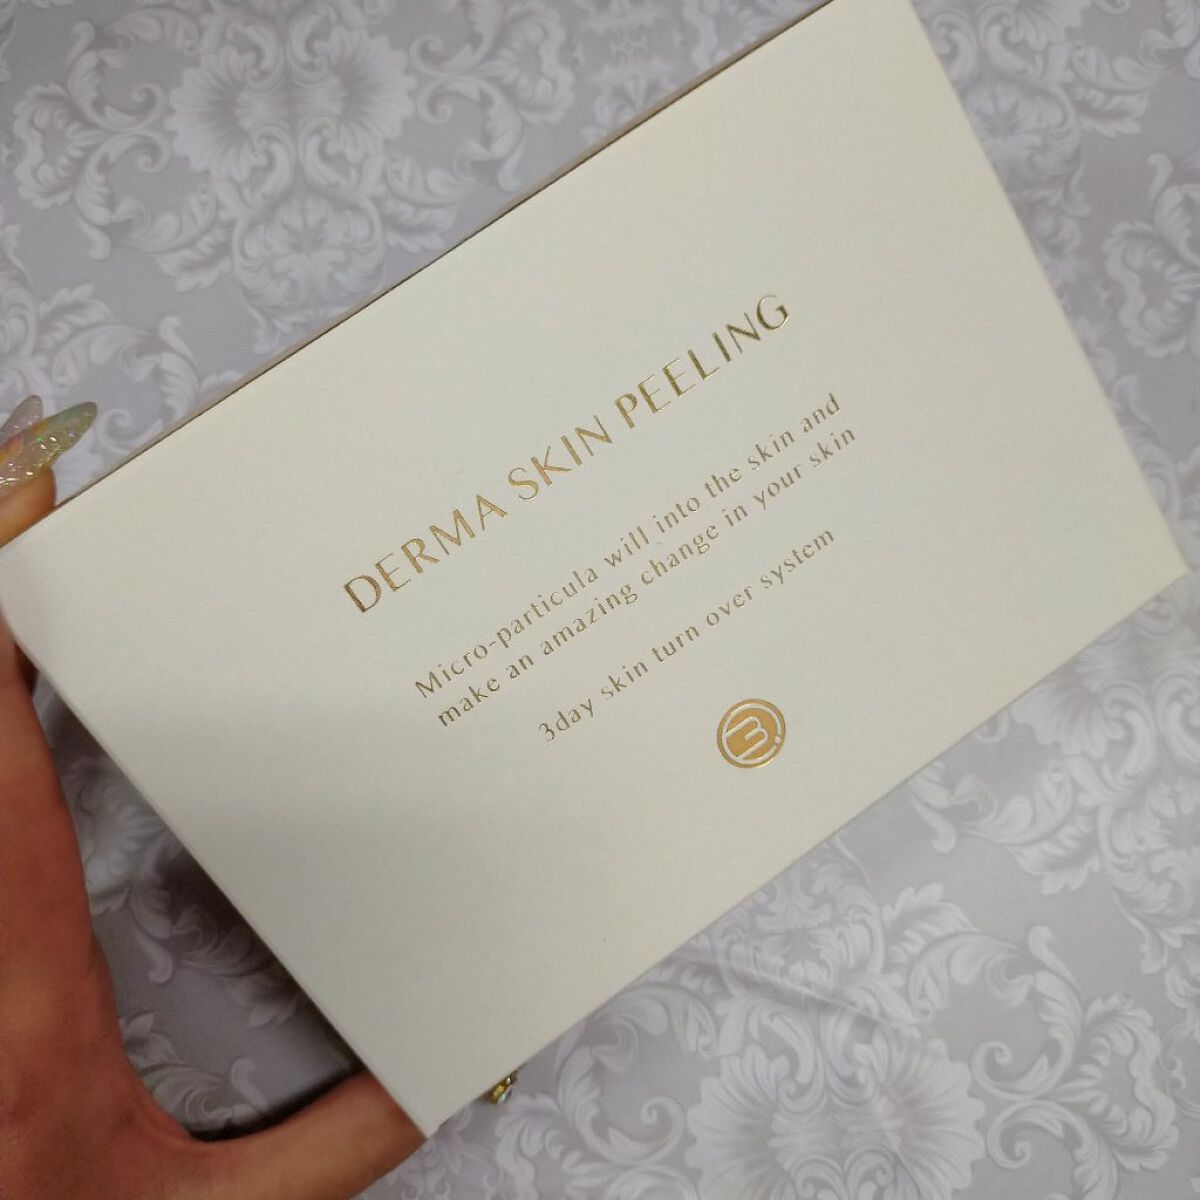 DERMA SKIN PEELING
Micro-particula will into the skin and
make an amazing change in your skin
3day skin turn over system